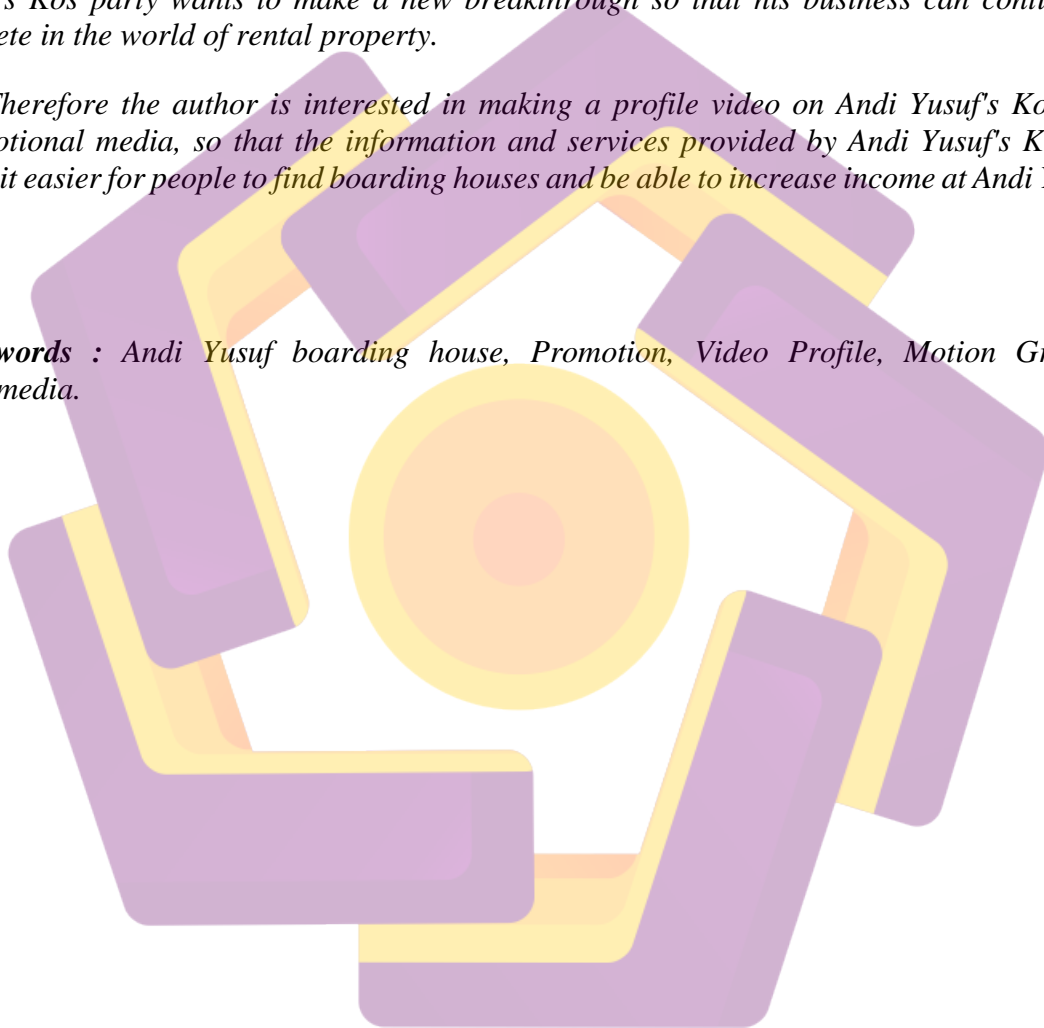 's Kos party wants to make a new breakthrough so that his business can conti
ete in the world of rental property.
Therefore the author is interested in making a profile video on Andi Yusuf's Ko
otional media, so that the information and services provided by Andi Yusuf's K
it easier for people to find boarding houses and be able to increase income at Andi Y
words : Andi Yusuf boarding house, Promotion, Video Profile, Motion Gr
media.